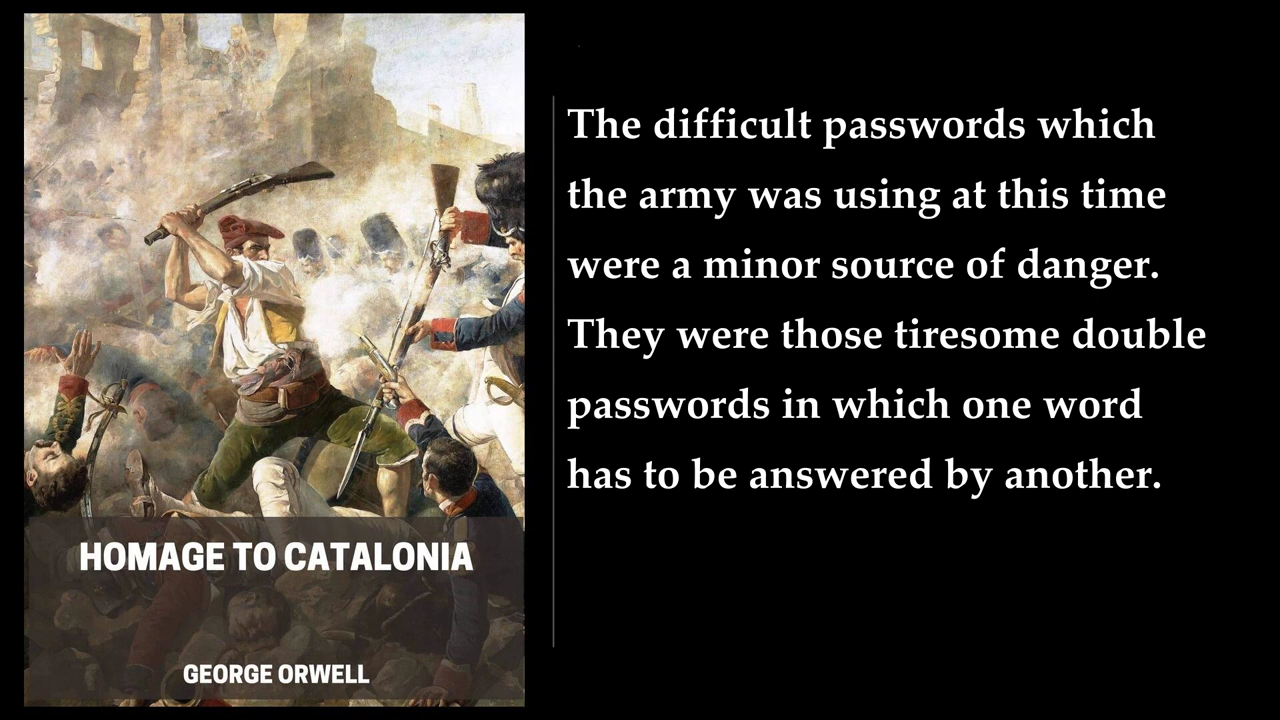 HOMAGE TO CATALONIA
GEORGE ORWELL
The difficult passwords which
the army was using at this time
were a minor source of danger.
They were those tiresome double
passwords in which one word
has to be answered by another.